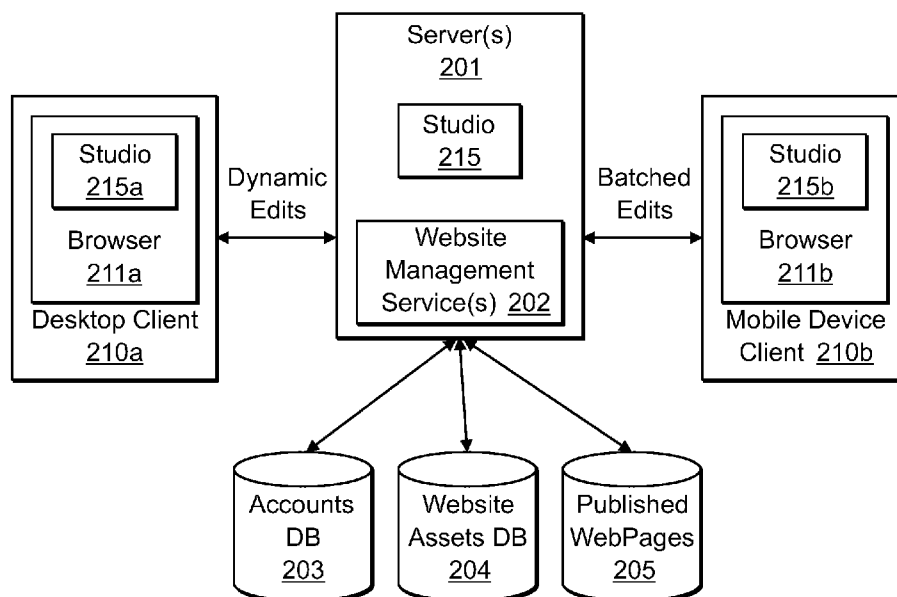 Server(s)
201
Studio
215
Website
Management
Service(s) 202
Studio
215a
Browser
211a
Desktop Client
210a
Dynamic
Edits
Batched
Edits
Studio
215b
Browser
211b
Mobile Device
Client 210b
Accounts
DB
203
Website
Assets DB
204
Published
WebPages
205